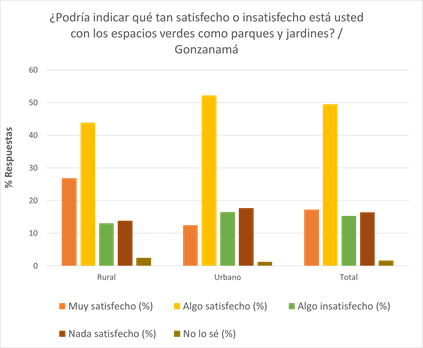 ¿Podría indicar qué tan satisfecho o insatisfecho está usted
con los espacios verdes como parques y jardines? /
Gonzanamá
% Respuestas
60
50
40
30
20
10
0
Rural Urbano Total
Muy satisfecho (%) Algo satisfecho (%) Algo insatisfecho (%)
Nada satisfecho (%) No lo sé (%)